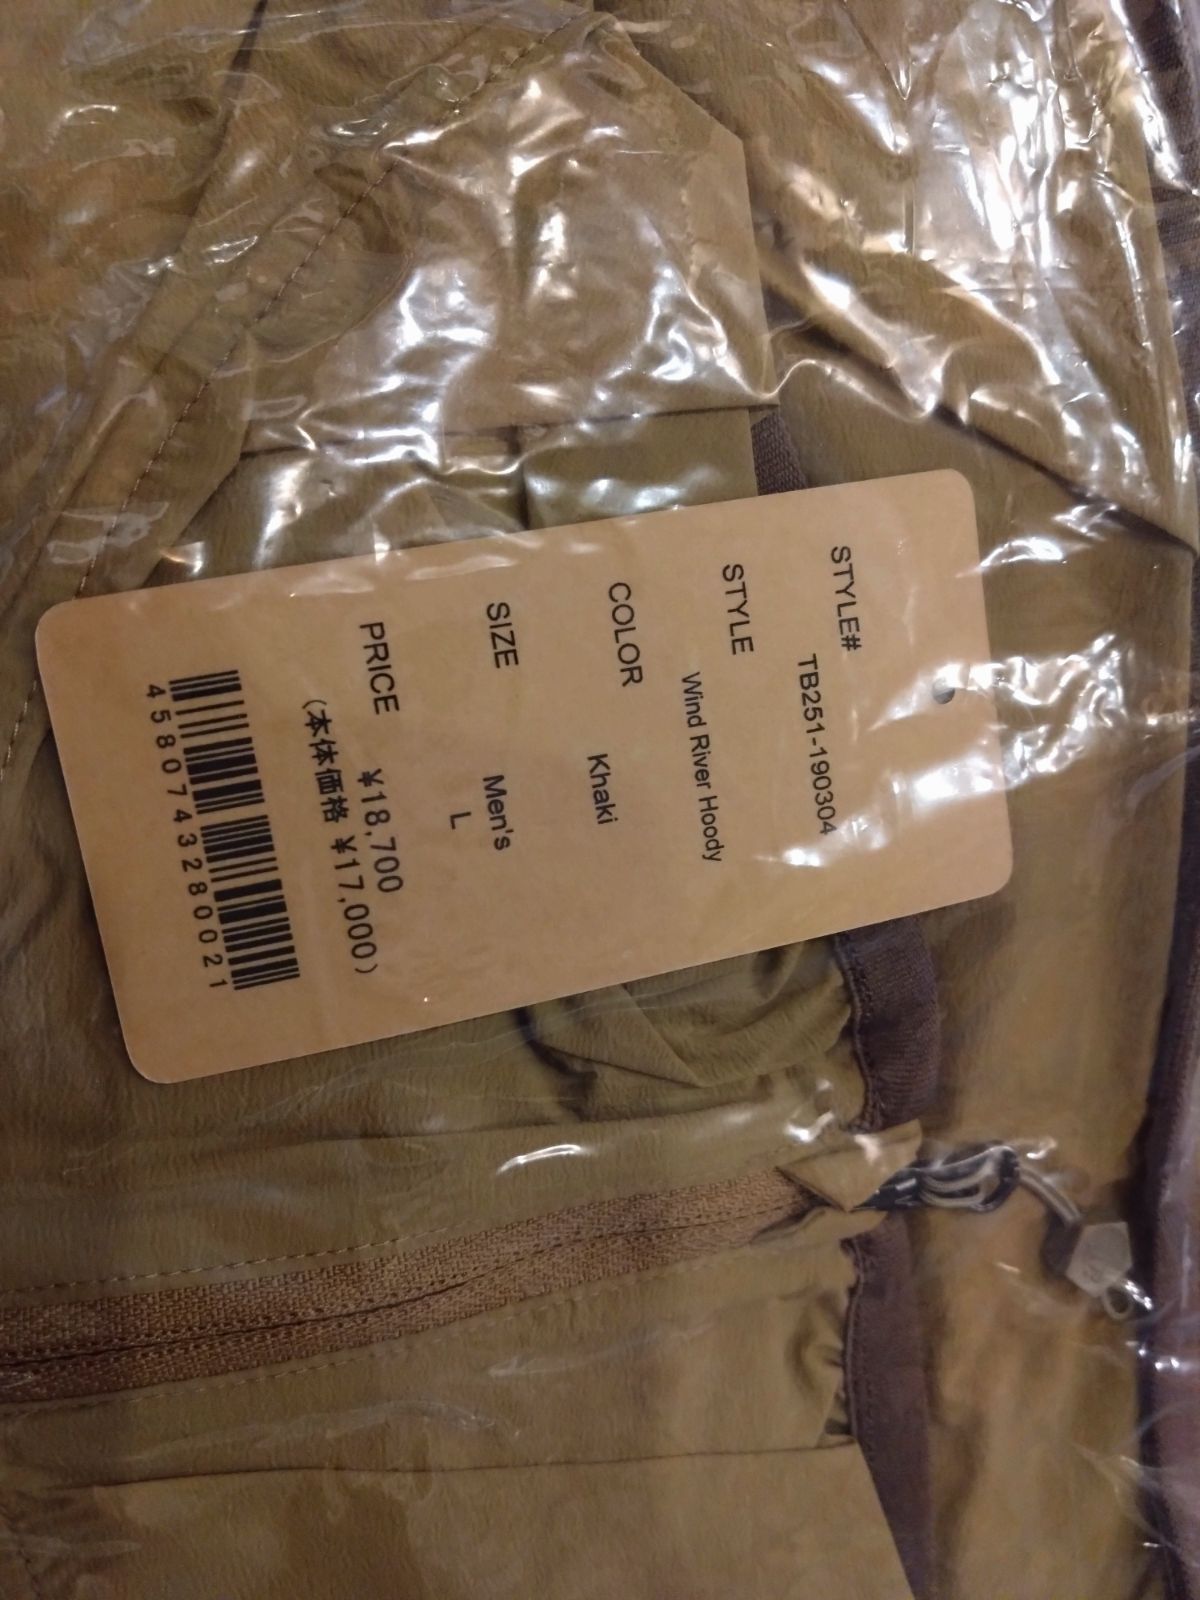 STYLE#
TB251-190304
STYLE
Wind River Hoody
COLOR
Khaki
SIZE
Men's
L
PRICE
¥18,700
(本体価格 ¥17,000)
4580743280021